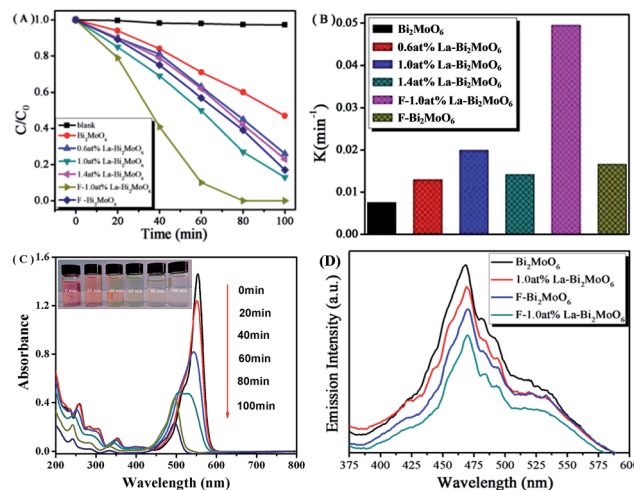 ( A )
C/C0
1.0
0.8
0.6
0.4
0.2
0.0
blank
Bi2MoO6
0.6at% La-Bi2MoO6
1.0at% La-Bi2MoO6
1.4at% La-Bi2MoO6
F-1.0at% La-Bi2MoO6
F -Bi2MoO6
0 20 40 60 80 100
Time (min)
( B )
K(min-1)
0.05
0.04
0.03
0.02
0.01
0.00
Bi2MoO6
0.6at% La-Bi2MoO6
1.0at% La-Bi2MoO6
1.4at% La-Bi2MoO6
F-1.0at% La-Bi2MoO6
F-Bi2MoO6
( C )
Absorbance
1.6
1.2
0.8
0.4
0.0
0min
20min
40min
60min
80min
100min
200 300 400 500 600 700 800
Wavelength (nm)
(D)
Emission Intensity (a.u.)
Bi2MoO6
1.0at% La-Bi2MoO6
F-Bi2MoO6
F-1.0at% La-Bi2MoO6
375 400 425 450 475 500 525 550 575 600
Wavelength (nm)